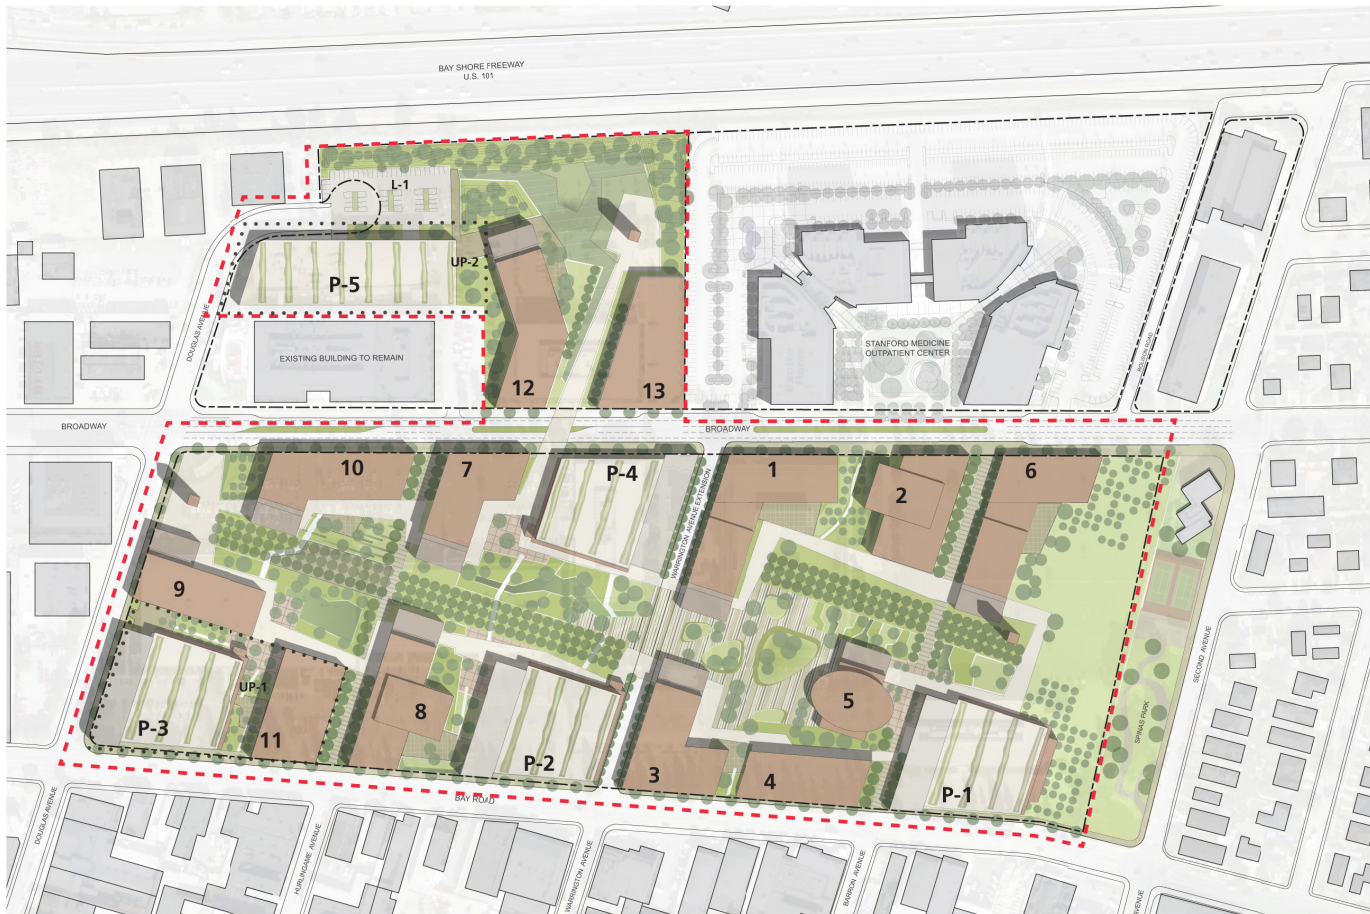 BAY SHORE FREEWAY
U.S. 101
L-1
UP-2
P-5
DOUGLAS AVENUE
EXISTING BUILDING TO REMAIN
STANFORD MEDICINE
OUTPATIENT CENTER
12
13
BROADWAY
BROADWAY
10
7
P-4
1
2
6
WARRINGTON AVENUE EXTENSION
9
UP-1
P-3
11
8
P-2
3
4
5
P-1
SECOND AVENUE
SPINAS PARK
BAY ROAD
DOUGLAS AVENUE
HURLINGAME AVENUE
WARRINGTON AVENUE
BARRON AVENUE
AVENUE